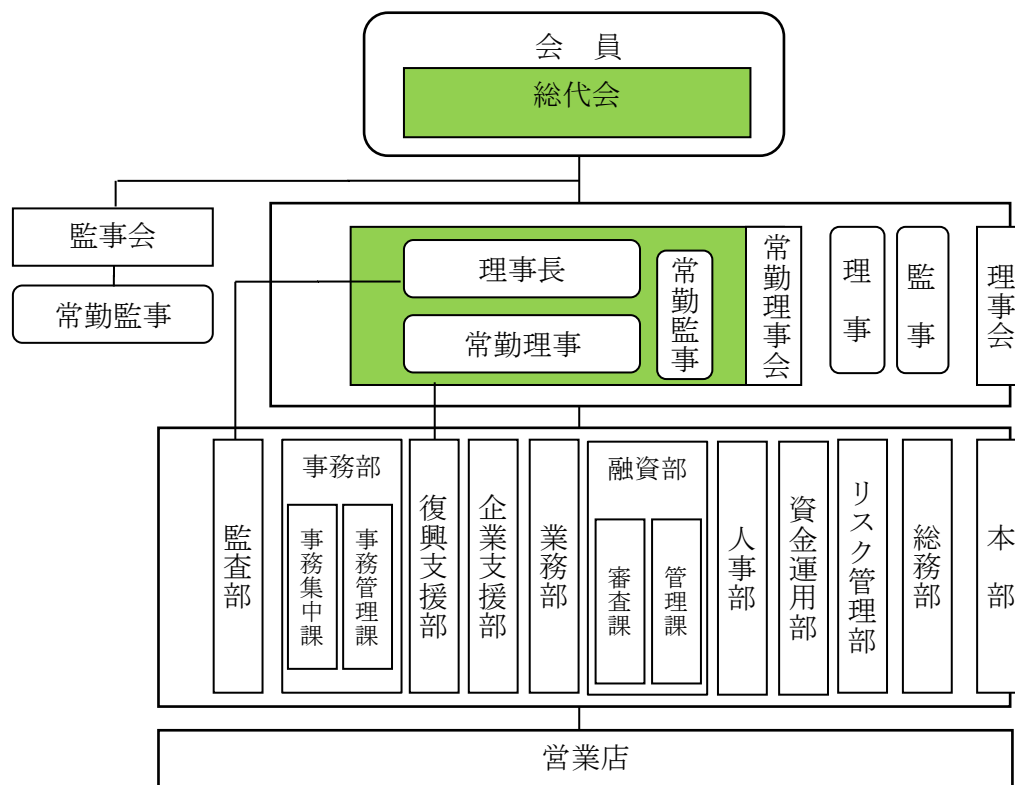 会 員
総代会
監事会
常勤監事
理事長
常勤理事
常勤監事
常勤理事会
理 事
監 事
理事会
監査部
事務部
事務集中課
事務管理課
復興支援部
企業支援部
業務部
融資部
審査課
管理課
人事部
資金運用部
リスク管理部
総務部
本 部
営業店